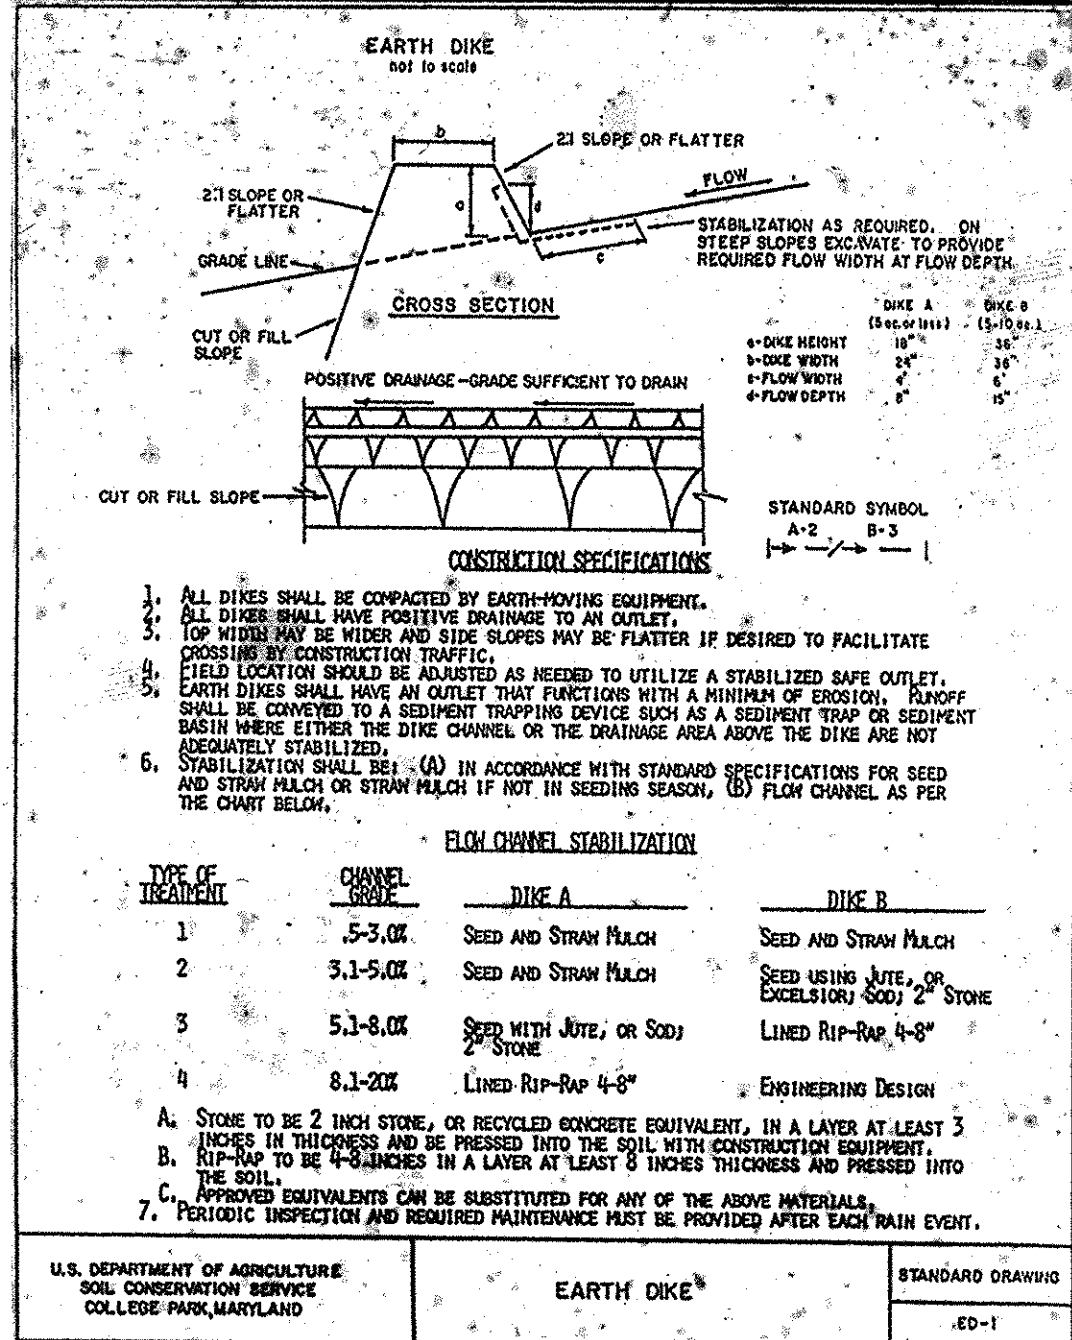 EARTH DIKE
not to scale
b
2:1 SLOPE OR FLATTER
FLOW
2:1 SLOPE OR
FLATTER
a
d
STABILIZATION AS REQUIRED. ON
STEEP SLOPES EXCAVATE TO PROVIDE
REQUIRED FLOW WIDTH AT FLOW DEPTH
c
GRADE LINE
CROSS SECTION
CUT OR FILL
SLOPE
DIKE A DIKE B
(5 ac. or less) (5-10 ac.)
a-DIKE HEIGHT 18" 36"
b-DIKE WIDTH 24" 36"
c-FLOW WIDTH 4' 6'
d-FLOW DEPTH 8" 15"
POSITIVE DRAINAGE-GRADE SUFFICIENT TO DRAIN
CUT OR FILL SLOPE
STANDARD SYMBOL
A-2 B-3
CONSTRUCTION SPECIFICATIONS
1. ALL DIKES SHALL BE COMPACTED BY EARTH-MOVING EQUIPMENT.
2. ALL DIKES SHALL HAVE POSITIVE DRAINAGE TO AN OUTLET.
3. TOP WIDTH MAY BE WIDER AND SIDE SLOPES MAY BE FLATTER IF DESIRED TO FACILITATE
CROSSING BY CONSTRUCTION TRAFFIC.
4. FIELD LOCATION SHOULD BE ADJUSTED AS NEEDED TO UTILIZE A STABILIZED SAFE OUTLET.
5. EARTH DIKES SHALL HAVE AN OUTLET THAT FUNCTIONS WITH A MINIMUM OF EROSION. RUNOFF
SHALL BE CONVEYED TO A SEDIMENT TRAPPING DEVICE SUCH AS A SEDIMENT TRAP OR SEDIMENT
BASIN WHERE EITHER THE DIKE CHANNEL OR THE DRAINAGE AREA ABOVE THE DIKE ARE NOT
ADEQUATELY STABILIZED.
6. STABILIZATION SHALL BE: (A) IN ACCORDANCE WITH STANDARD SPECIFICATIONS FOR SEED
AND STRAW MULCH OR STRAW MULCH IF NOT IN SEEDING SEASON, (B) FLOW CHANNEL AS PER
THE CHART BELOW.
FLOW CHANNEL STABILIZATION
TYPE OF CHANNEL
TREATMENT GRADE DIKE A DIKE B
1 .5-3.0% SEED AND STRAW MULCH SEED AND STRAW MULCH
2 3.1-5.0% SEED AND STRAW MULCH SEED USING JUTE, OR
EXCELSIOR; SOD; 2" STONE
3 5.1-8.0% SEED WITH JUTE, OR SOD; LINED RIP-RAP 4-8"
2" STONE
4 8.1-20% LINED RIP-RAP 4-8" ENGINEERING DESIGN
A. STONE TO BE 2 INCH STONE, OR RECYCLED CONCRETE EQUIVALENT, IN A LAYER AT LEAST 3
INCHES IN THICKNESS AND BE PRESSED INTO THE SOIL WITH CONSTRUCTION EQUIPMENT.
B. RIP-RAP TO BE 4-8 INCHES IN A LAYER AT LEAST 8 INCHES THICKNESS AND PRESSED INTO
THE SOIL.
C. APPROVED EQUIVALENTS CAN BE SUBSTITUTED FOR ANY OF THE ABOVE MATERIALS.
7. PERIODIC INSPECTION AND REQUIRED MAINTENANCE MUST BE PROVIDED AFTER EACH RAIN EVENT.
U.S. DEPARTMENT OF AGRICULTURE
SOIL CONSERVATION SERVICE
COLLEGE PARK, MARYLAND
EARTH DIKE
STANDARD DRAWING
ED-1